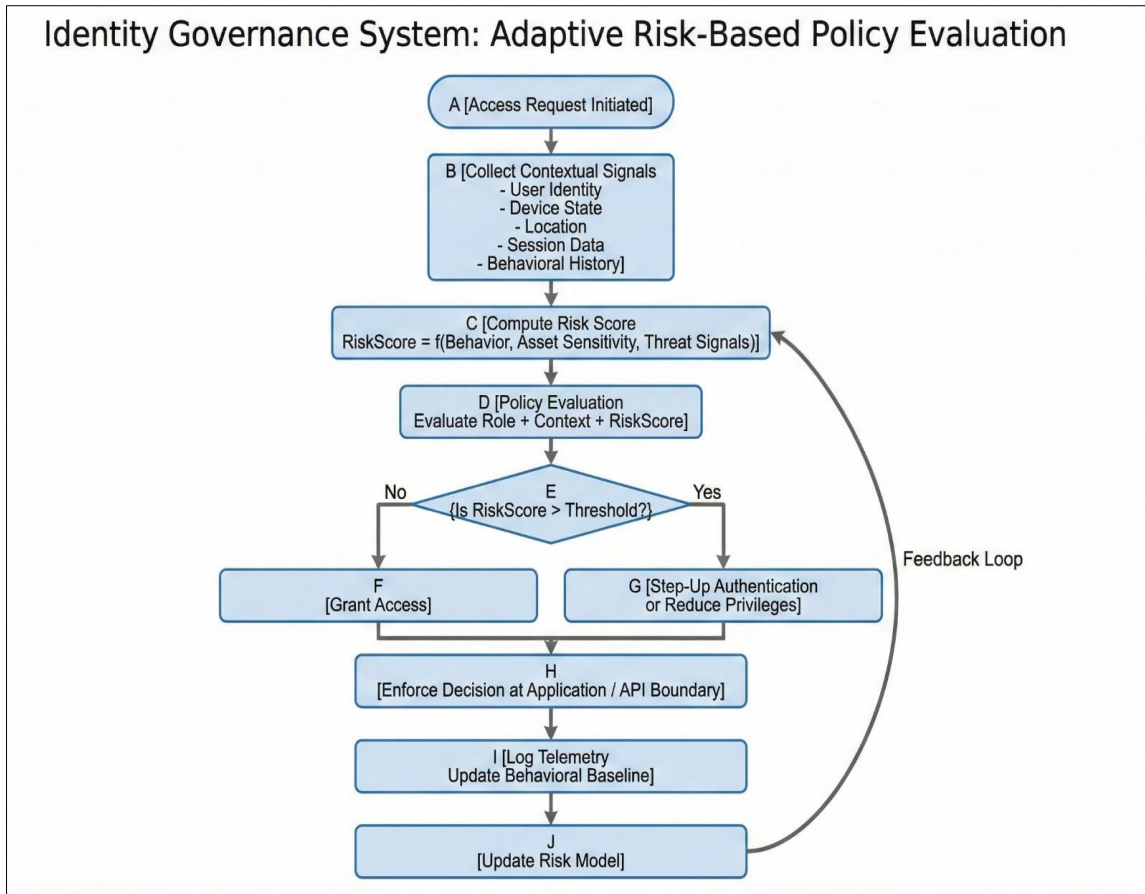 Identity Governance System: Adaptive Risk-Based Policy Evaluation
A [Access Request Initiated]
B [Collect Contextual Signals
- User Identity
- Device State
- Location
- Session Data
- Behavioral History]
C [Compute Risk Score
RiskScore = f(Behavior, Asset Sensitivity, Threat Signals)]
D [Policy Evaluation
Evaluate Role + Context + RiskScore]
No
E
{Is RiskScore > Threshold?}
Yes
F
[Grant Access]
G [Step-Up Authentication
or Reduce Privileges]
Feedback Loop
H
[Enforce Decision at Application / API Boundary]
I [Log Telemetry
Update Behavioral Baseline]
J
[Update Risk Model]